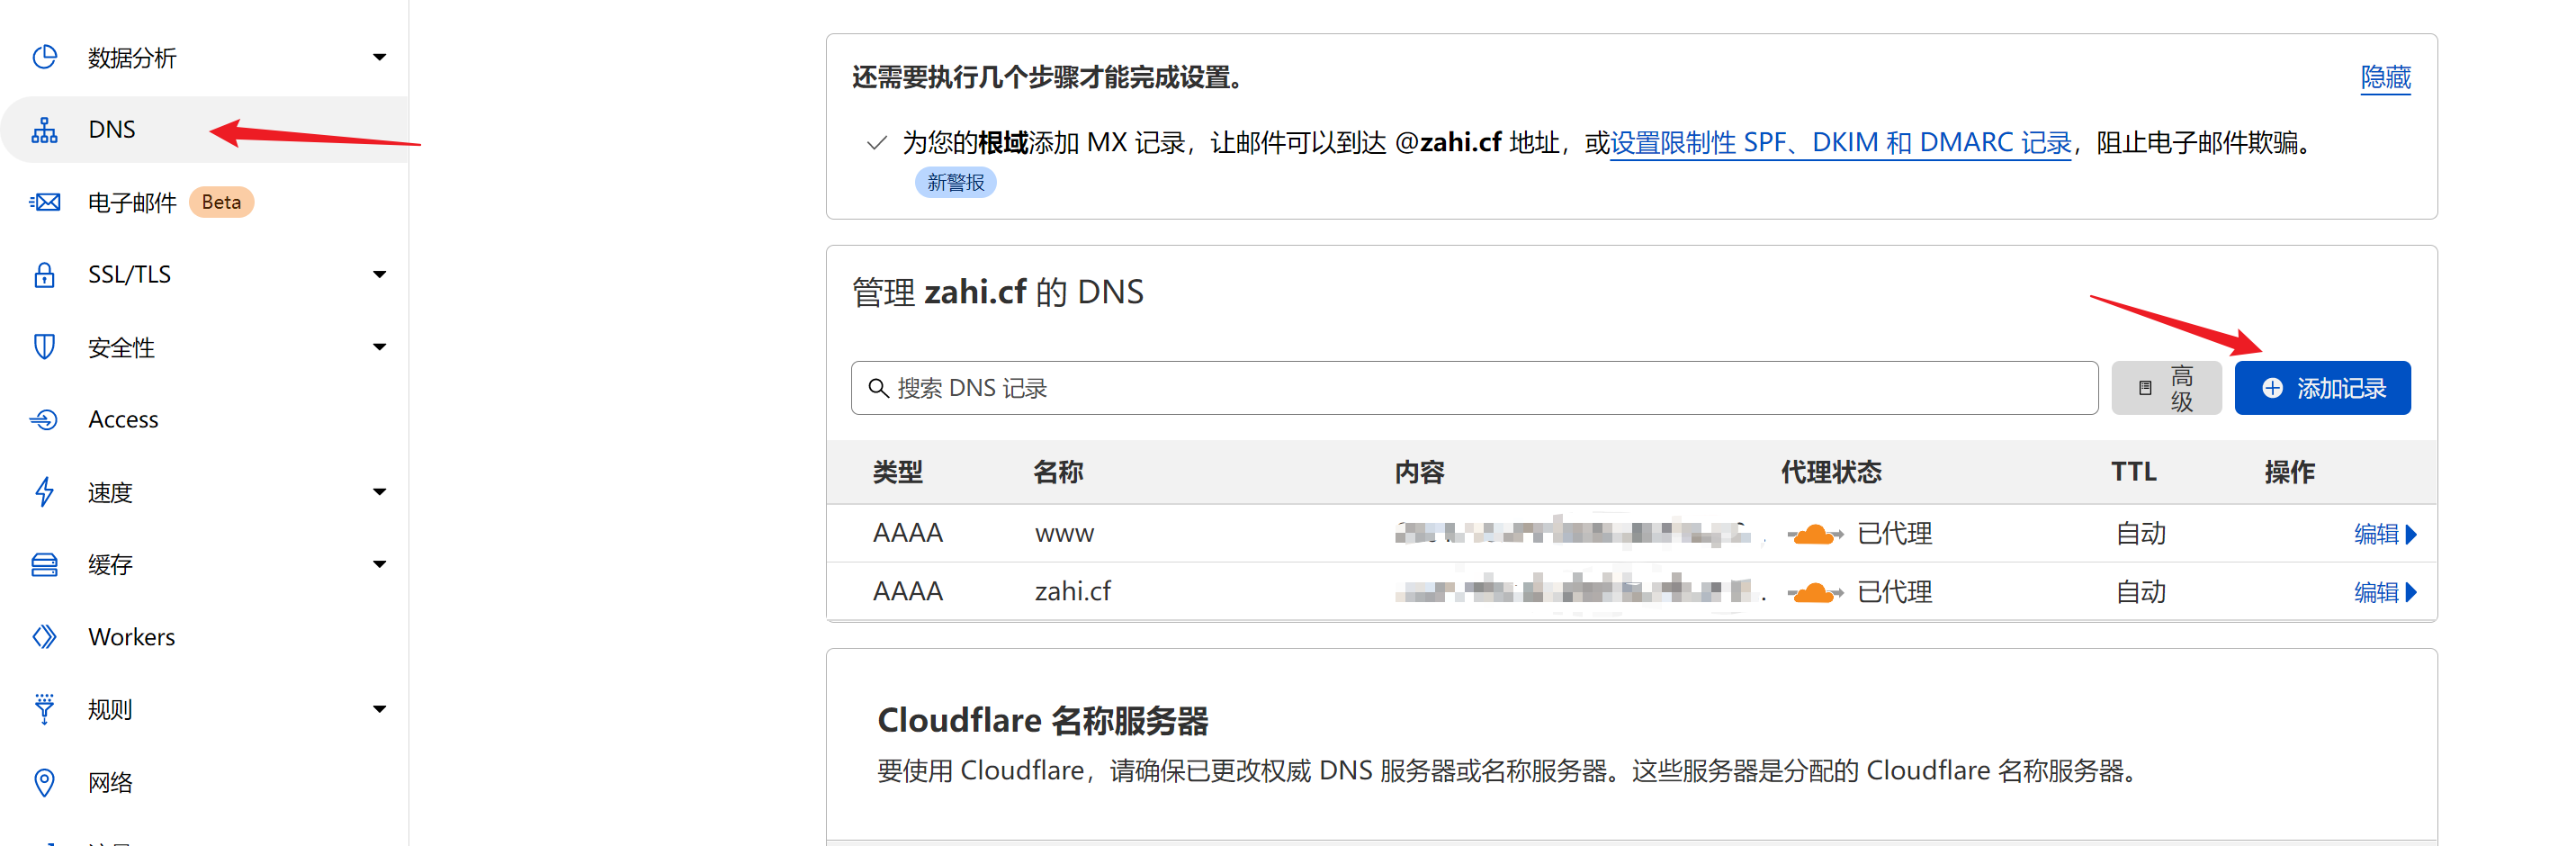 数据分析
DNS
电子邮件 Beta
SSL/TLS
安全性
Access
速度
缓存
Workers
规则
网络
还需要执行几个步骤才能完成设置。
隐藏
为您的根域添加 MX 记录，让邮件可以到达 @zahi.cf 地址，或设置限制性 SPF、DKIM 和 DMARC 记录，阻止电子邮件欺骗。
新警报
管理 zahi.cf 的 DNS
搜索 DNS 记录
高级
添加记录
类型 名称 内容 代理状态 TTL 操作
AAAA www 已代理 自动 编辑
AAAA zahi.cf 已代理 自动 编辑
Cloudflare 名称服务器
要使用 Cloudflare，请确保已更改权威 DNS 服务器或名称服务器。这些服务器是分配的 Cloudflare 名称服务器。